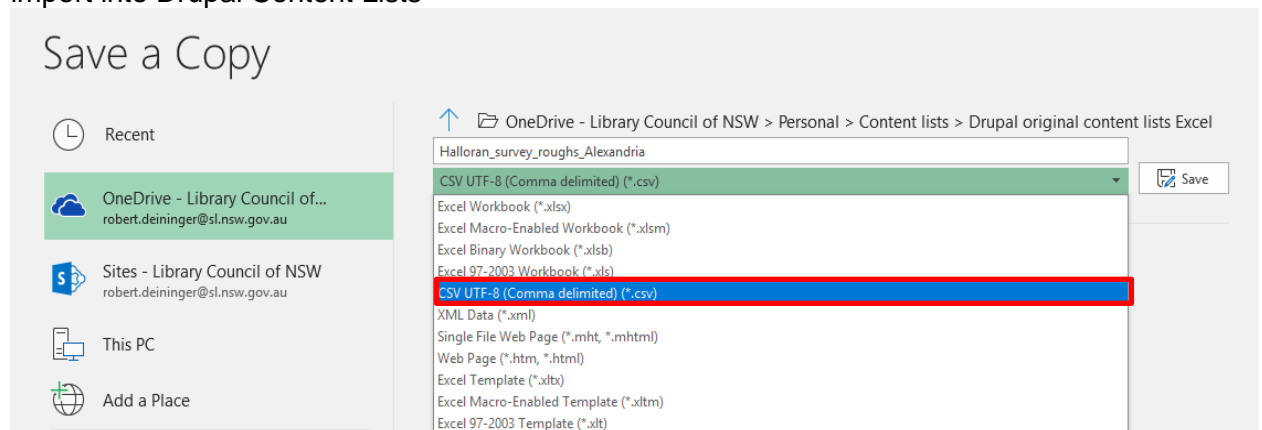 import into Drupal Content Lists
Save a Copy
Recent
OneDrive - Library Council of...
robert.deininger@sl.nsw.gov.au
Sites - Library Council of NSW
robert.deininger@sl.nsw.gov.au
This PC
Add a Place
OneDrive - Library Council of NSW > Personal > Content lists > Drupal original content lists Excel
Halloran_survey_roughs_Alexandria
CSV UTF-8 (Comma delimited) (*.csv)
Save
Excel Workbook (*.xlsx)
Excel Macro-Enabled Workbook (*.xlsm)
Excel Binary Workbook (*.xlsb)
Excel 97-2003 Workbook (*.xls)
CSV UTF-8 (Comma delimited) (*.csv)
XML Data (*.xml)
Single File Web Page (*.mht, *.mhtml)
Web Page (*.htm, *.html)
Excel Template (*.xltx)
Excel Macro-Enabled Template (*.xltm)
Excel 97-2003 Template (*.xlt)